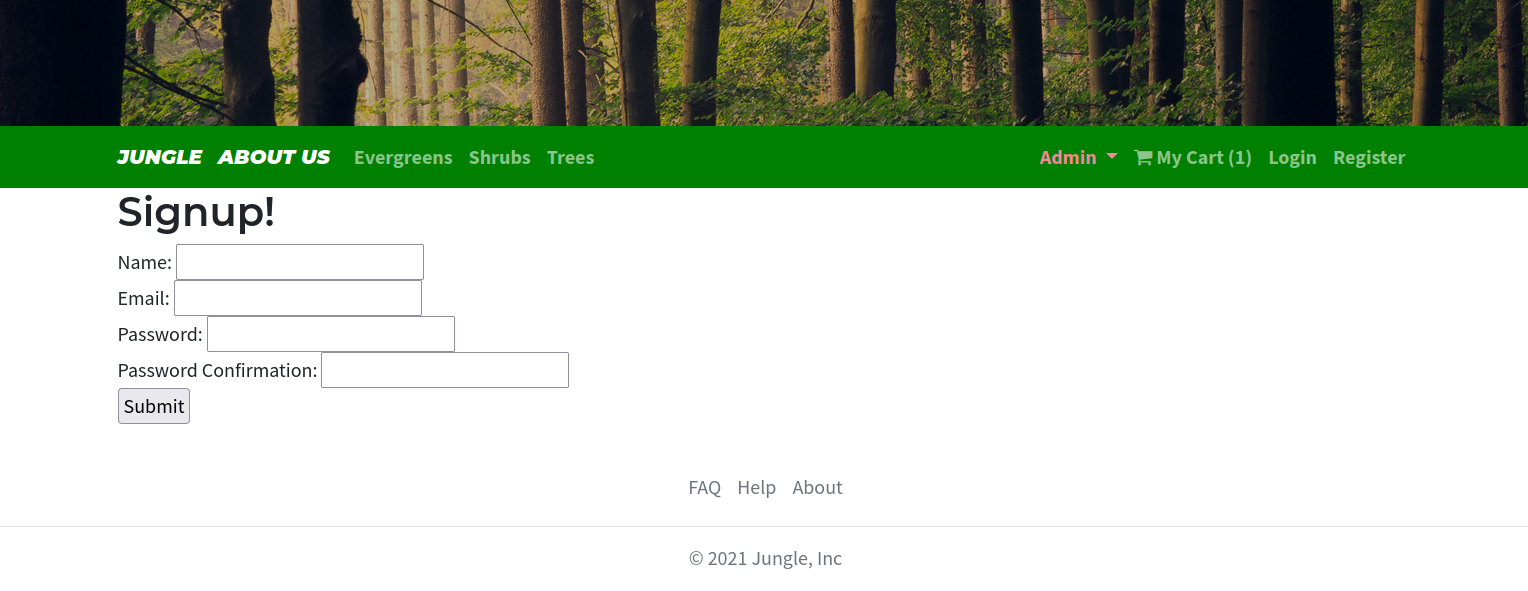 JUNGLE ABOUT US Evergreens Shrubs Trees Admin My Cart (1) Login Register
Signup!
Name:
Email:
Password:
Password Confirmation:
Submit
FAQ Help About
© 2021 Jungle, Inc